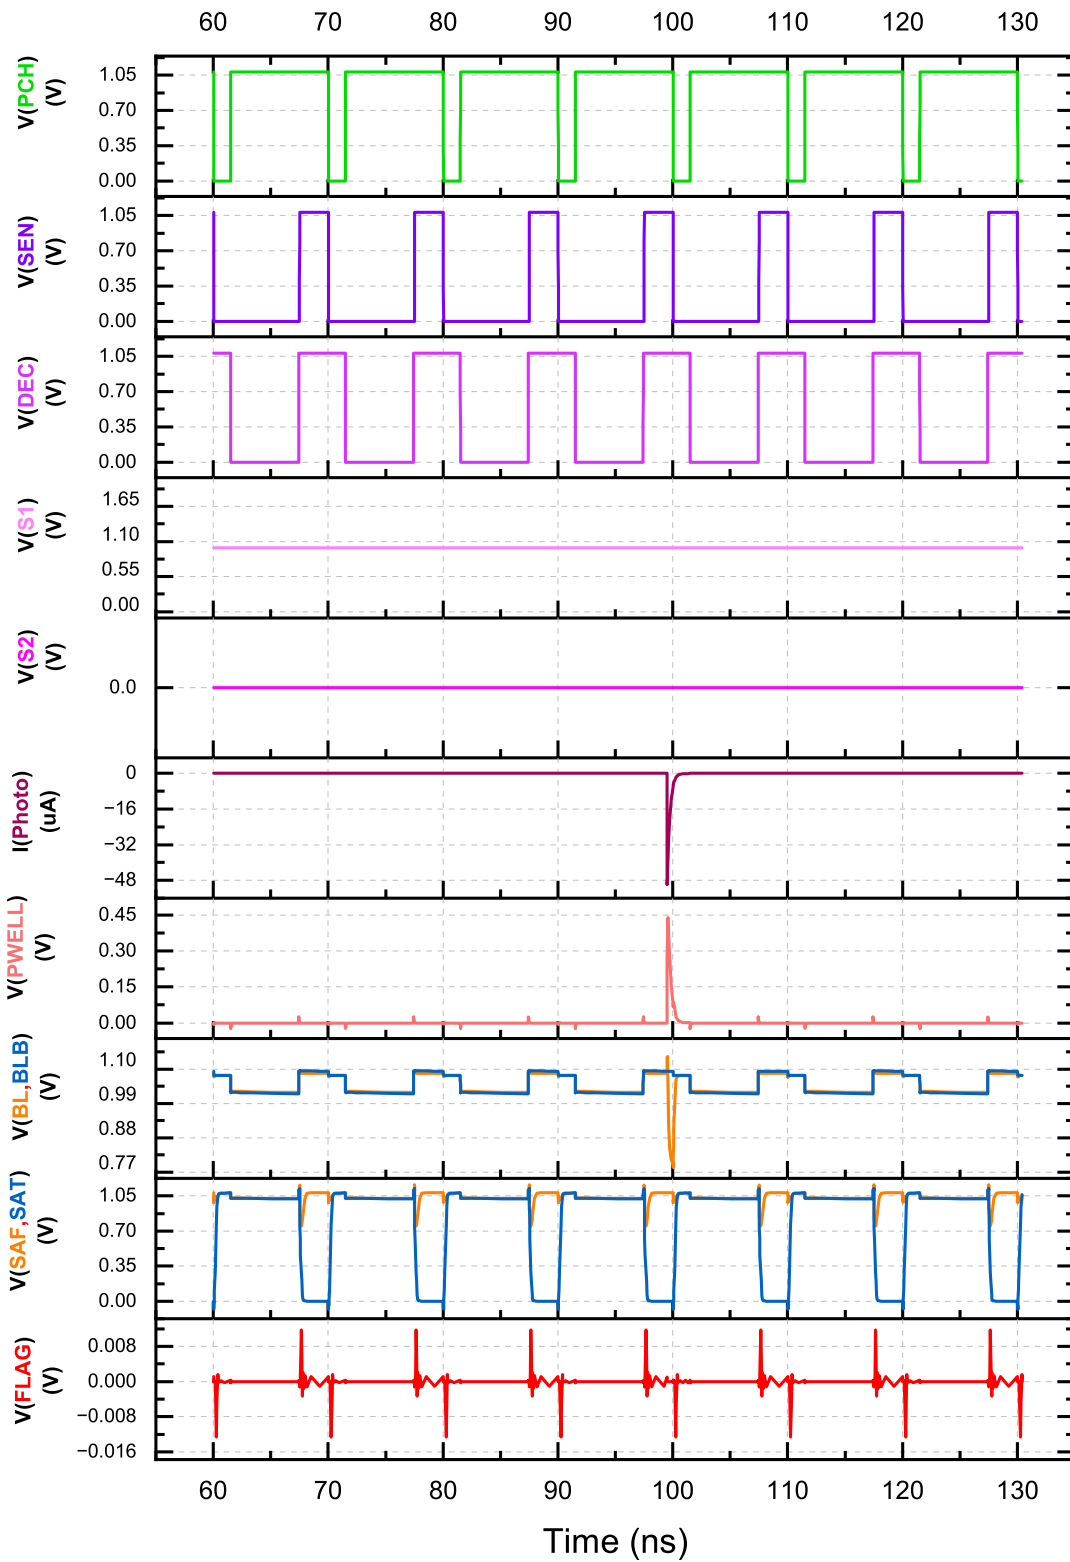 60 70 80 90 100 110 120 130
V(PCH)
(V)
1.05
0.70
0.35
0.00
V(SEN)
(V)
1.05
0.70
0.35
0.00
V(DEC)
(V)
1.05
0.70
0.35
0.00
V(S1)
(V)
1.65
1.10
0.55
0.00
V(S2)
(V)
0.0
I(Photo)
(uA)
0
−16
−32
−48
V(PWELL)
(V)
0.45
0.30
0.15
0.00
V(BL,BLB)
(V)
1.10
0.99
0.88
0.77
V(SAF,SAT)
(V)
1.05
0.70
0.35
0.00
V(FLAG)
(V)
0.008
0.000
−0.008
−0.016
60 70 80 90 100 110 120 130
Time (ns)